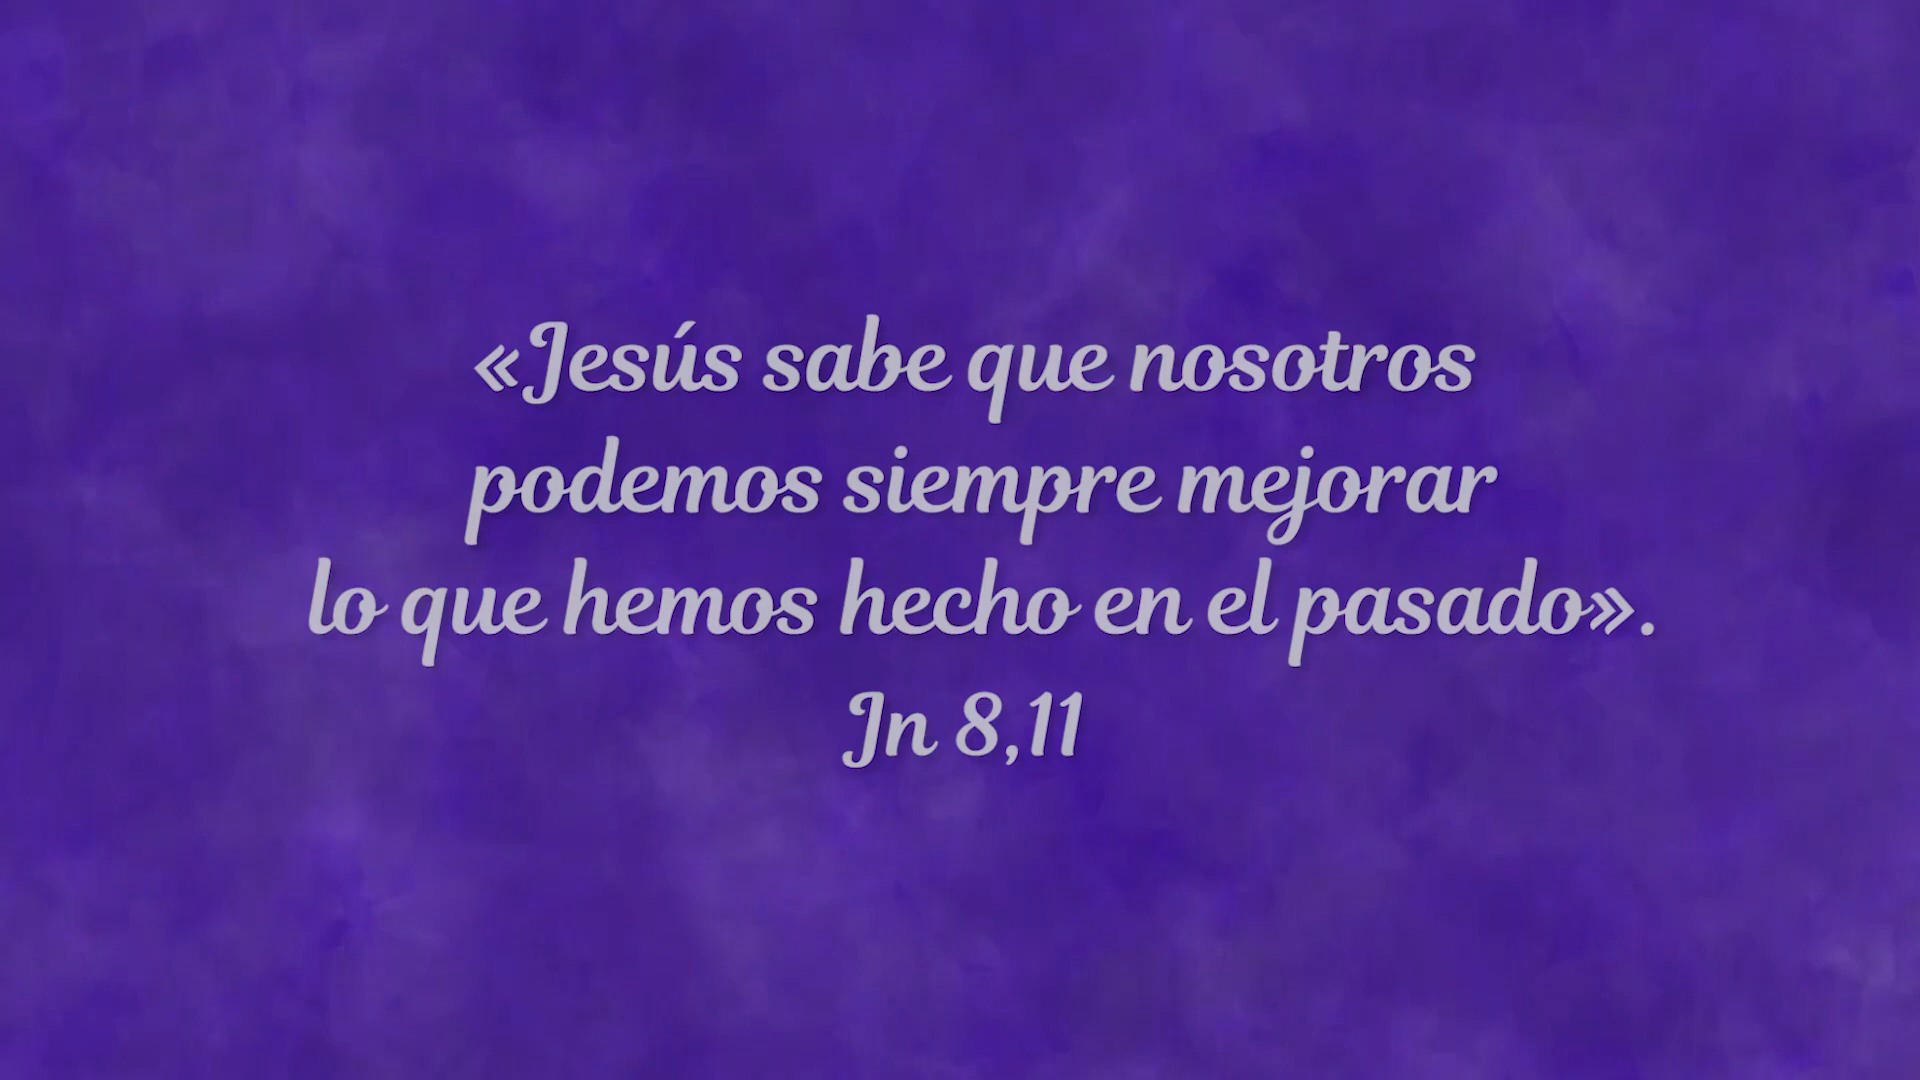 «Jesús sabe que nosotros
podemos siempre mejorar
lo que hemos hecho en el pasado».
Jn 8,11